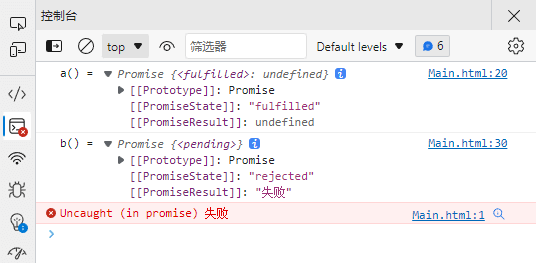 控制台
top
筛选器
Default levels
6
a() = Promise {<fulfilled>: undefined} i Main.html:20
[[Prototype]]: Promise
[[PromiseState]]: "fulfilled"
[[PromiseResult]]: undefined
b() = Promise {<pending>} i Main.html:30
[[Prototype]]: Promise
[[PromiseState]]: "rejected"
[[PromiseResult]]: "失败"
Uncaught (in promise) 失败 Main.html:1